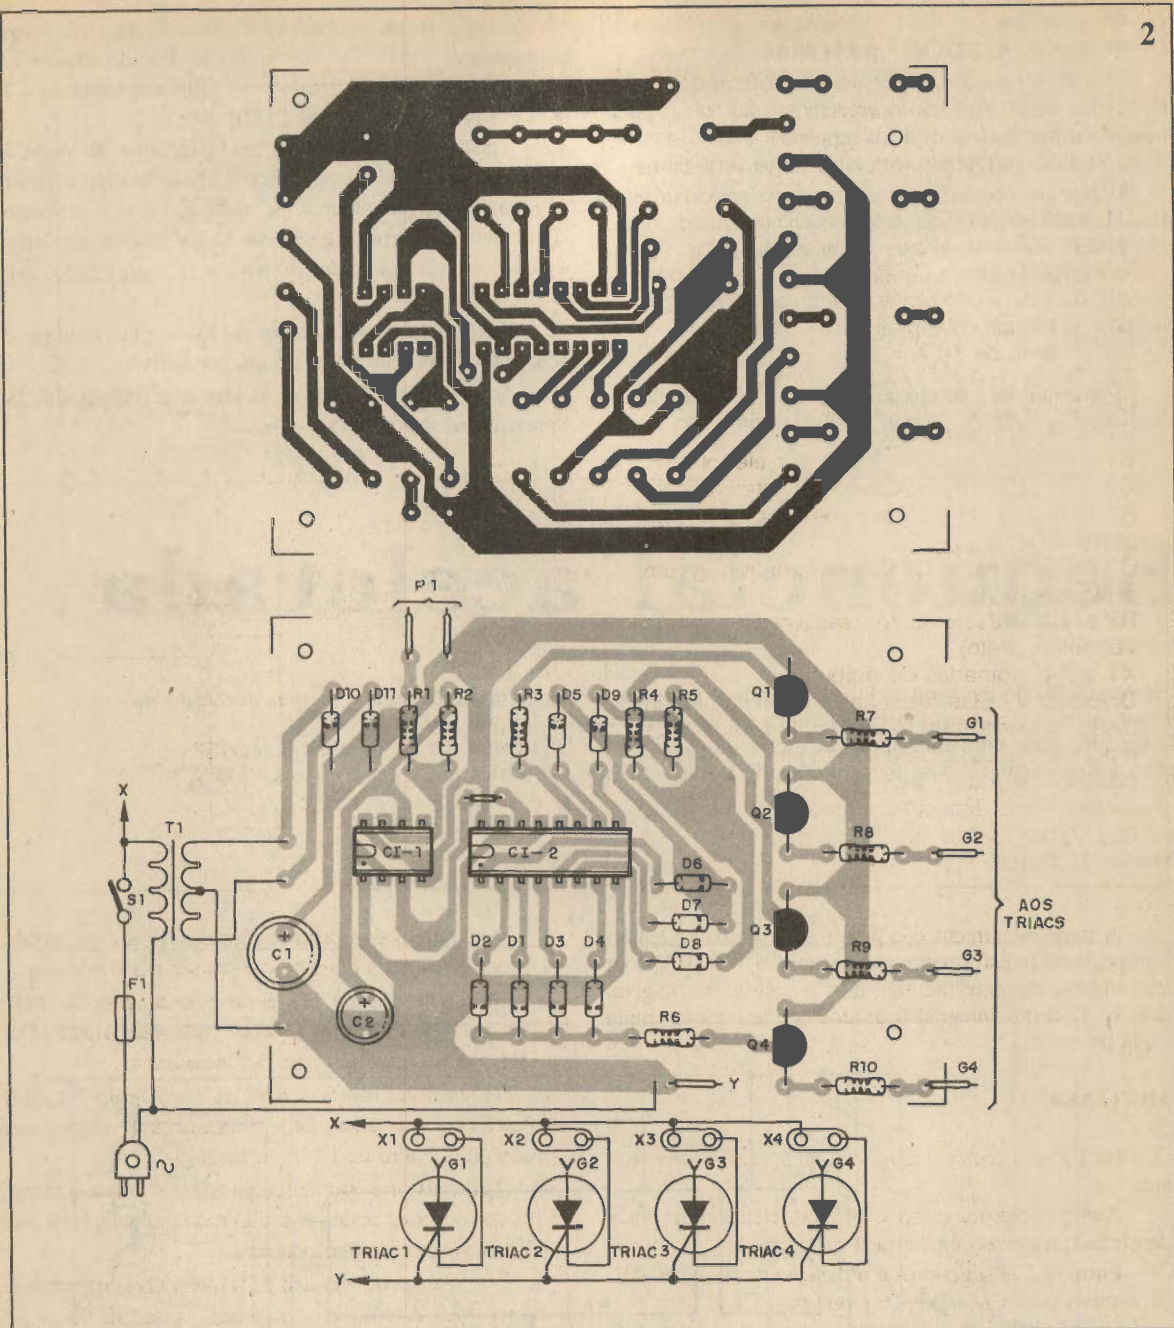 2
P1
D10 D11 R1 R2 R3 D5 D9 R4 R5
Q1
R7
G1
X
T1
Q2
R8
G2
CI-1
CI-2
S1
D6
D7
D8
AOS
TRIACS
Q3
R9
G3
+
C1
D2 D1 D3 D4
F1
+
C2
R6
Q4
R10
G4
Y
X
X1 X2 X3 X4
G1 G2 G3 G4
TRIAC 1 TRIAC 2 TRIAC 3 TRIAC 4
Y